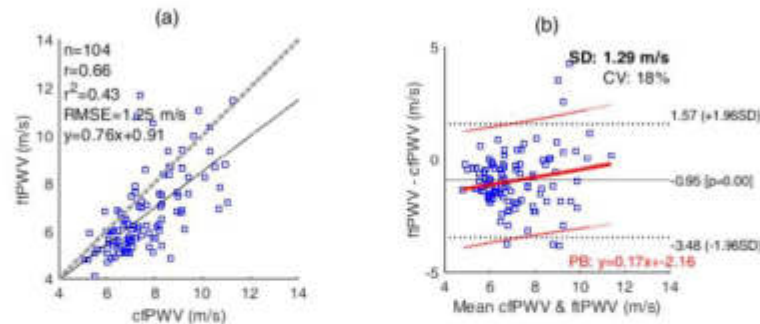 (a)
14
n=104
r=0.66
r²=0.43
RMSE=1.25 m/s
y=0.76x+0.91
12
10
8
6
4
ftPWV (m/s)
4 6 8 10 12 14
cfPWV (m/s)
(b)
5
SD: 1.29 m/s
CV: 18%
1.57 (+1.96SD)
0
-0.95 [p=0.00]
-3.48 (-1.96SD)
PB: y=0.17x+-2.16
-5
ftPWV - cfPWV (m/s)
4 6 8 10 12 14
Mean cfPWV & ftPWV (m/s)